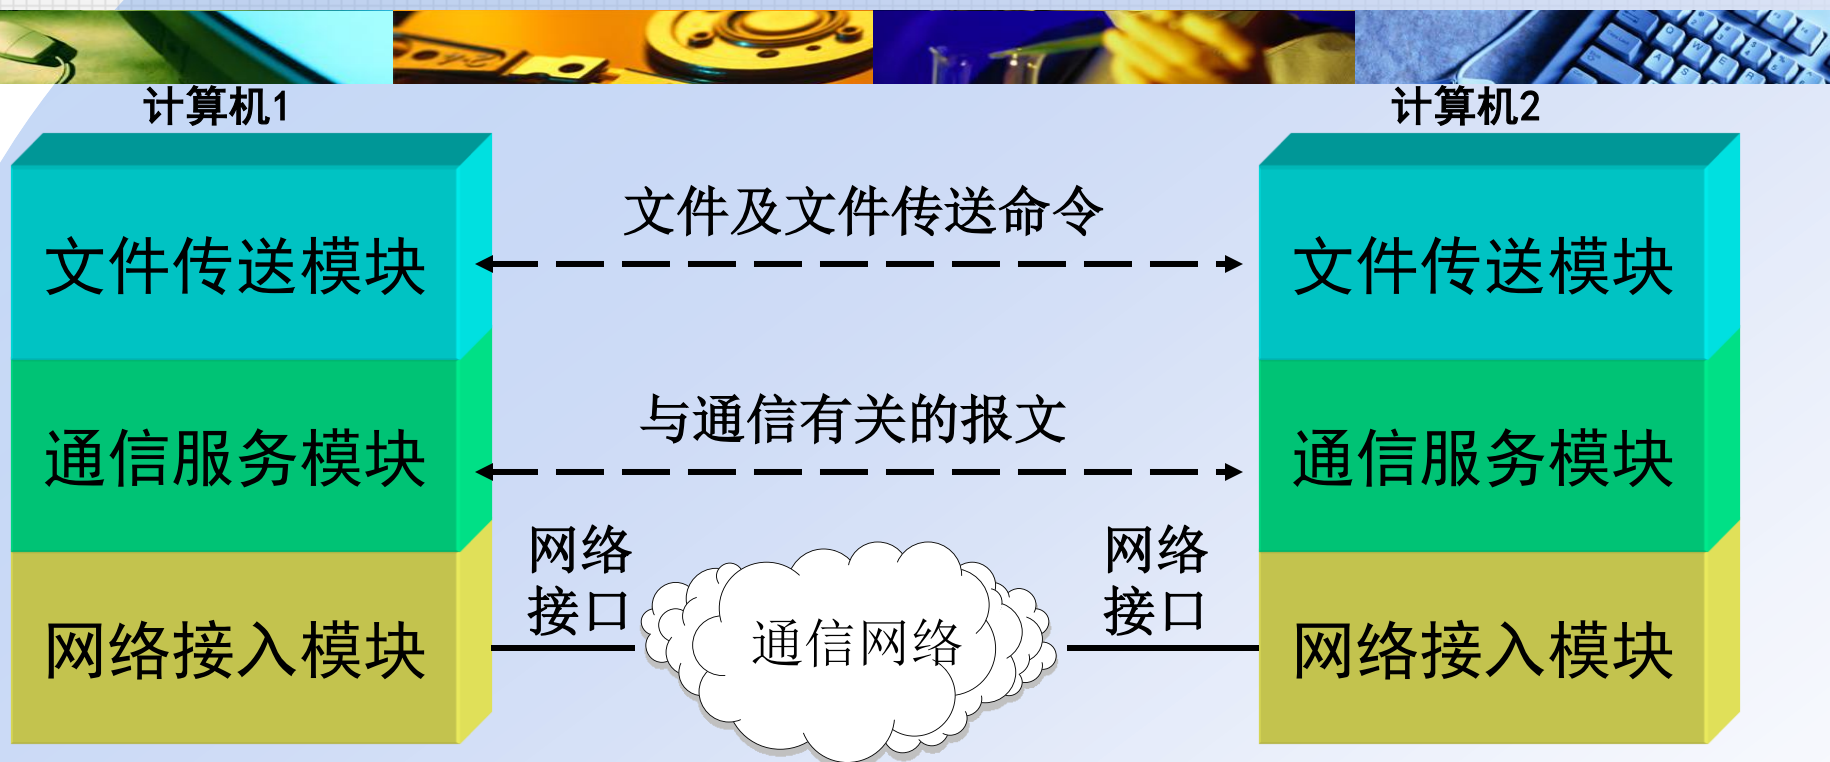 计算机1
计算机2
文件及文件传送命令
文件传送模块
文件传送模块
与通信有关的报文
通信服务模块
通信服务模块
网络
接口
网络
接口
网络接入模块
通信网络
网络接入模块